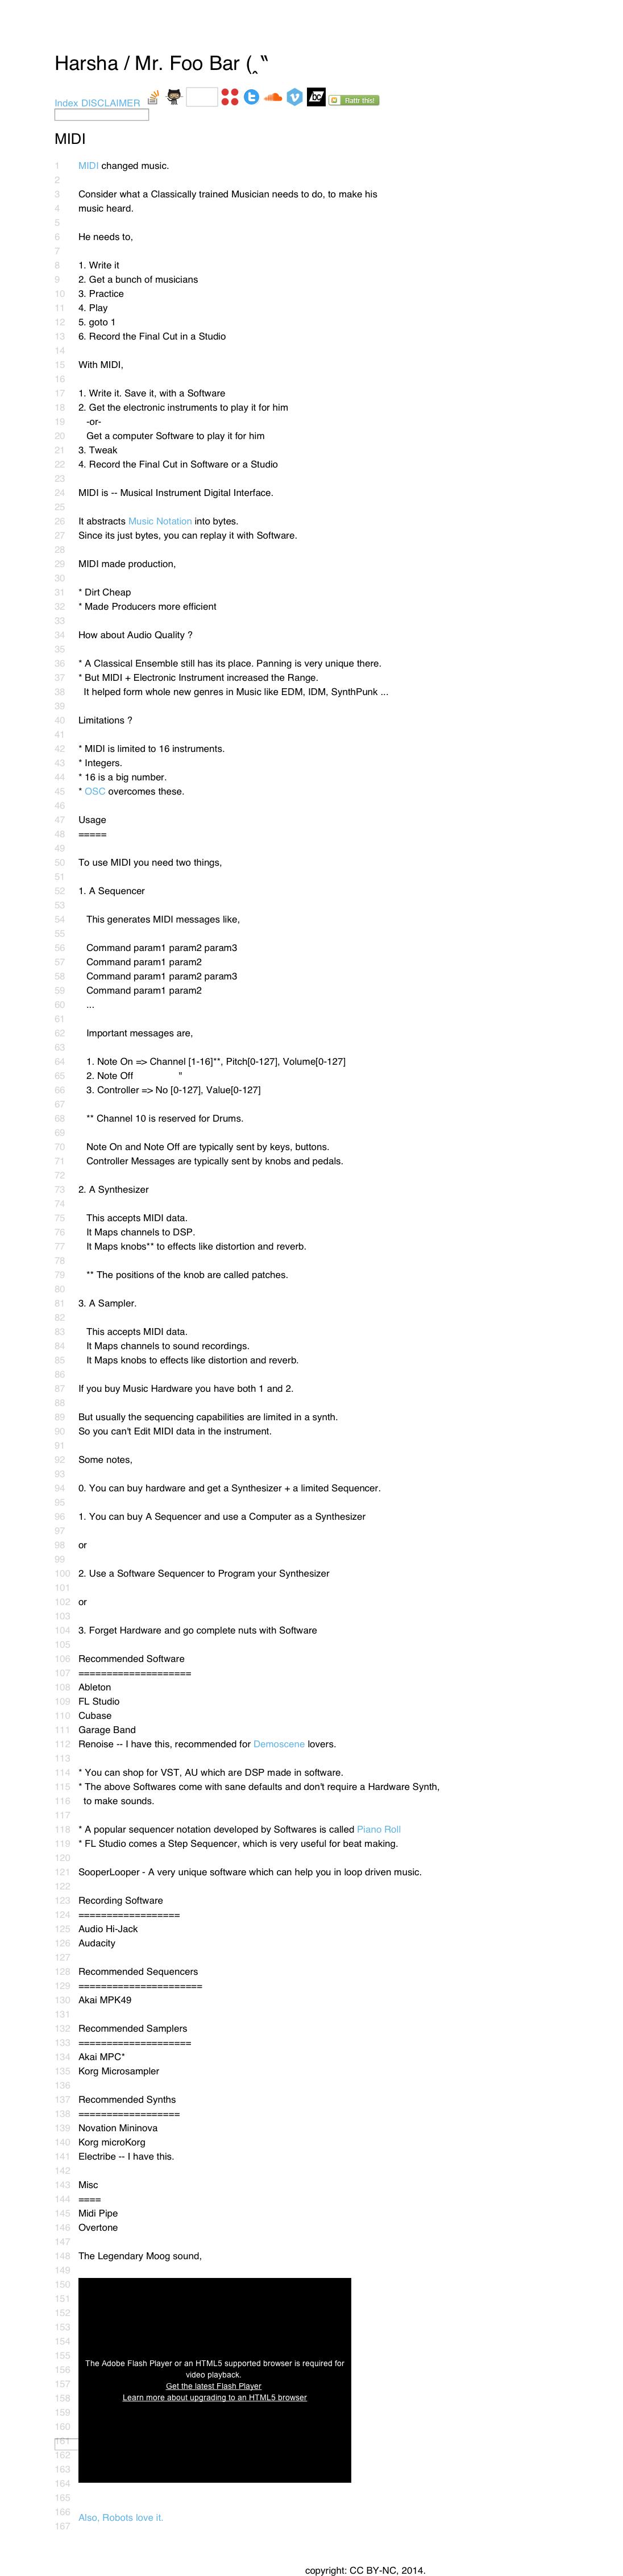 Harsha / Mr. Foo Bar (‸‶
Index DISCLAIMER Flattr this!
MIDI
1 MIDI changed music.
2
3 Consider what a Classically trained Musician needs to do, to make his
4 music heard.
5
6 He needs to,
7
8 1. Write it
9 2. Get a bunch of musicians
10 3. Practice
11 4. Play
12 5. goto 1
13 6. Record the Final Cut in a Studio
14
15 With MIDI,
16
17 1. Write it. Save it, with a Software
18 2. Get the electronic instruments to play it for him
19 -or-
20 Get a computer Software to play it for him
21 3. Tweak
22 4. Record the Final Cut in Software or a Studio
23
24 MIDI is -- Musical Instrument Digital Interface.
25
26 It abstracts Music Notation into bytes.
27 Since its just bytes, you can replay it with Software.
28
29 MIDI made production,
30
31 * Dirt Cheap
32 * Made Producers more efficient
33
34 How about Audio Quality ?
35
36 * A Classical Ensemble still has its place. Panning is very unique there.
37 * But MIDI + Electronic Instrument increased the Range.
38 It helped form whole new genres in Music like EDM, IDM, SynthPunk ...
39
40 Limitations ?
41
42 * MIDI is limited to 16 instruments.
43 * Integers.
44 * 16 is a big number.
45 * OSC overcomes these.
46
47 Usage
48 =====
49
50 To use MIDI you need two things,
51
52 1. A Sequencer
53
54 This generates MIDI messages like,
55
56 Command param1 param2 param3
57 Command param1 param2
58 Command param1 param2 param3
59 Command param1 param2
60 ...
61
62 Important messages are,
63
64 1. Note On => Channel [1-16]**, Pitch[0-127], Volume[0-127]
65 2. Note Off "
66 3. Controller => No [0-127], Value[0-127]
67
68 ** Channel 10 is reserved for Drums.
69
70 Note On and Note Off are typically sent by keys, buttons.
71 Controller Messages are typically sent by knobs and pedals.
72
73 2. A Synthesizer
74
75 This accepts MIDI data.
76 It Maps channels to DSP.
77 It Maps knobs** to effects like distortion and reverb.
78
79 ** The positions of the knob are called patches.
80
81 3. A Sampler.
82
83 This accepts MIDI data.
84 It Maps channels to sound recordings.
85 It Maps knobs to effects like distortion and reverb.
86
87 If you buy Music Hardware you have both 1 and 2.
88
89 But usually the sequencing capabilities are limited in a synth.
90 So you can't Edit MIDI data in the instrument.
91
92 Some notes,
93
94 0. You can buy hardware and get a Synthesizer + a limited Sequencer.
95
96 1. You can buy A Sequencer and use a Computer as a Synthesizer
97
98 or
99
100 2. Use a Software Sequencer to Program your Synthesizer
101
102 or
103
104 3. Forget Hardware and go complete nuts with Software
105
106 Recommended Software
107 ====================
108 Ableton
109 FL Studio
110 Cubase
111 Garage Band
112 Renoise -- I have this, recommended for Demoscene lovers.
113
114 * You can shop for VST, AU which are DSP made in software.
115 * The above Softwares come with sane defaults and don't require a Hardware Synth,
116 to make sounds.
117
118 * A popular sequencer notation developed by Softwares is called Piano Roll
119 * FL Studio comes a Step Sequencer, which is very useful for beat making.
120
121 SooperLooper - A very unique software which can help you in loop driven music.
122
123 Recording Software
124 ==================
125 Audio Hi-Jack
126 Audacity
127
128 Recommended Sequencers
129 ======================
130 Akai MPK49
131
132 Recommended Samplers
133 ====================
134 Akai MPC*
135 Korg Microsampler
136
137 Recommended Synths
138 ==================
139 Novation Mininova
140 Korg microKorg
141 Electribe -- I have this.
142
143 Misc
144 ====
145 Midi Pipe
146 Overtone
147
148 The Legendary Moog sound,
149
150
151
152
153
154
155
The Adobe Flash Player or an HTML5 supported browser is required for
156 video playback.
157 Get the latest Flash Player
158 Learn more about upgrading to an HTML5 browser
159
160
161
162
163
164
165
166 Also, Robots love it.
167
copyright: CC BY-NC, 2014.